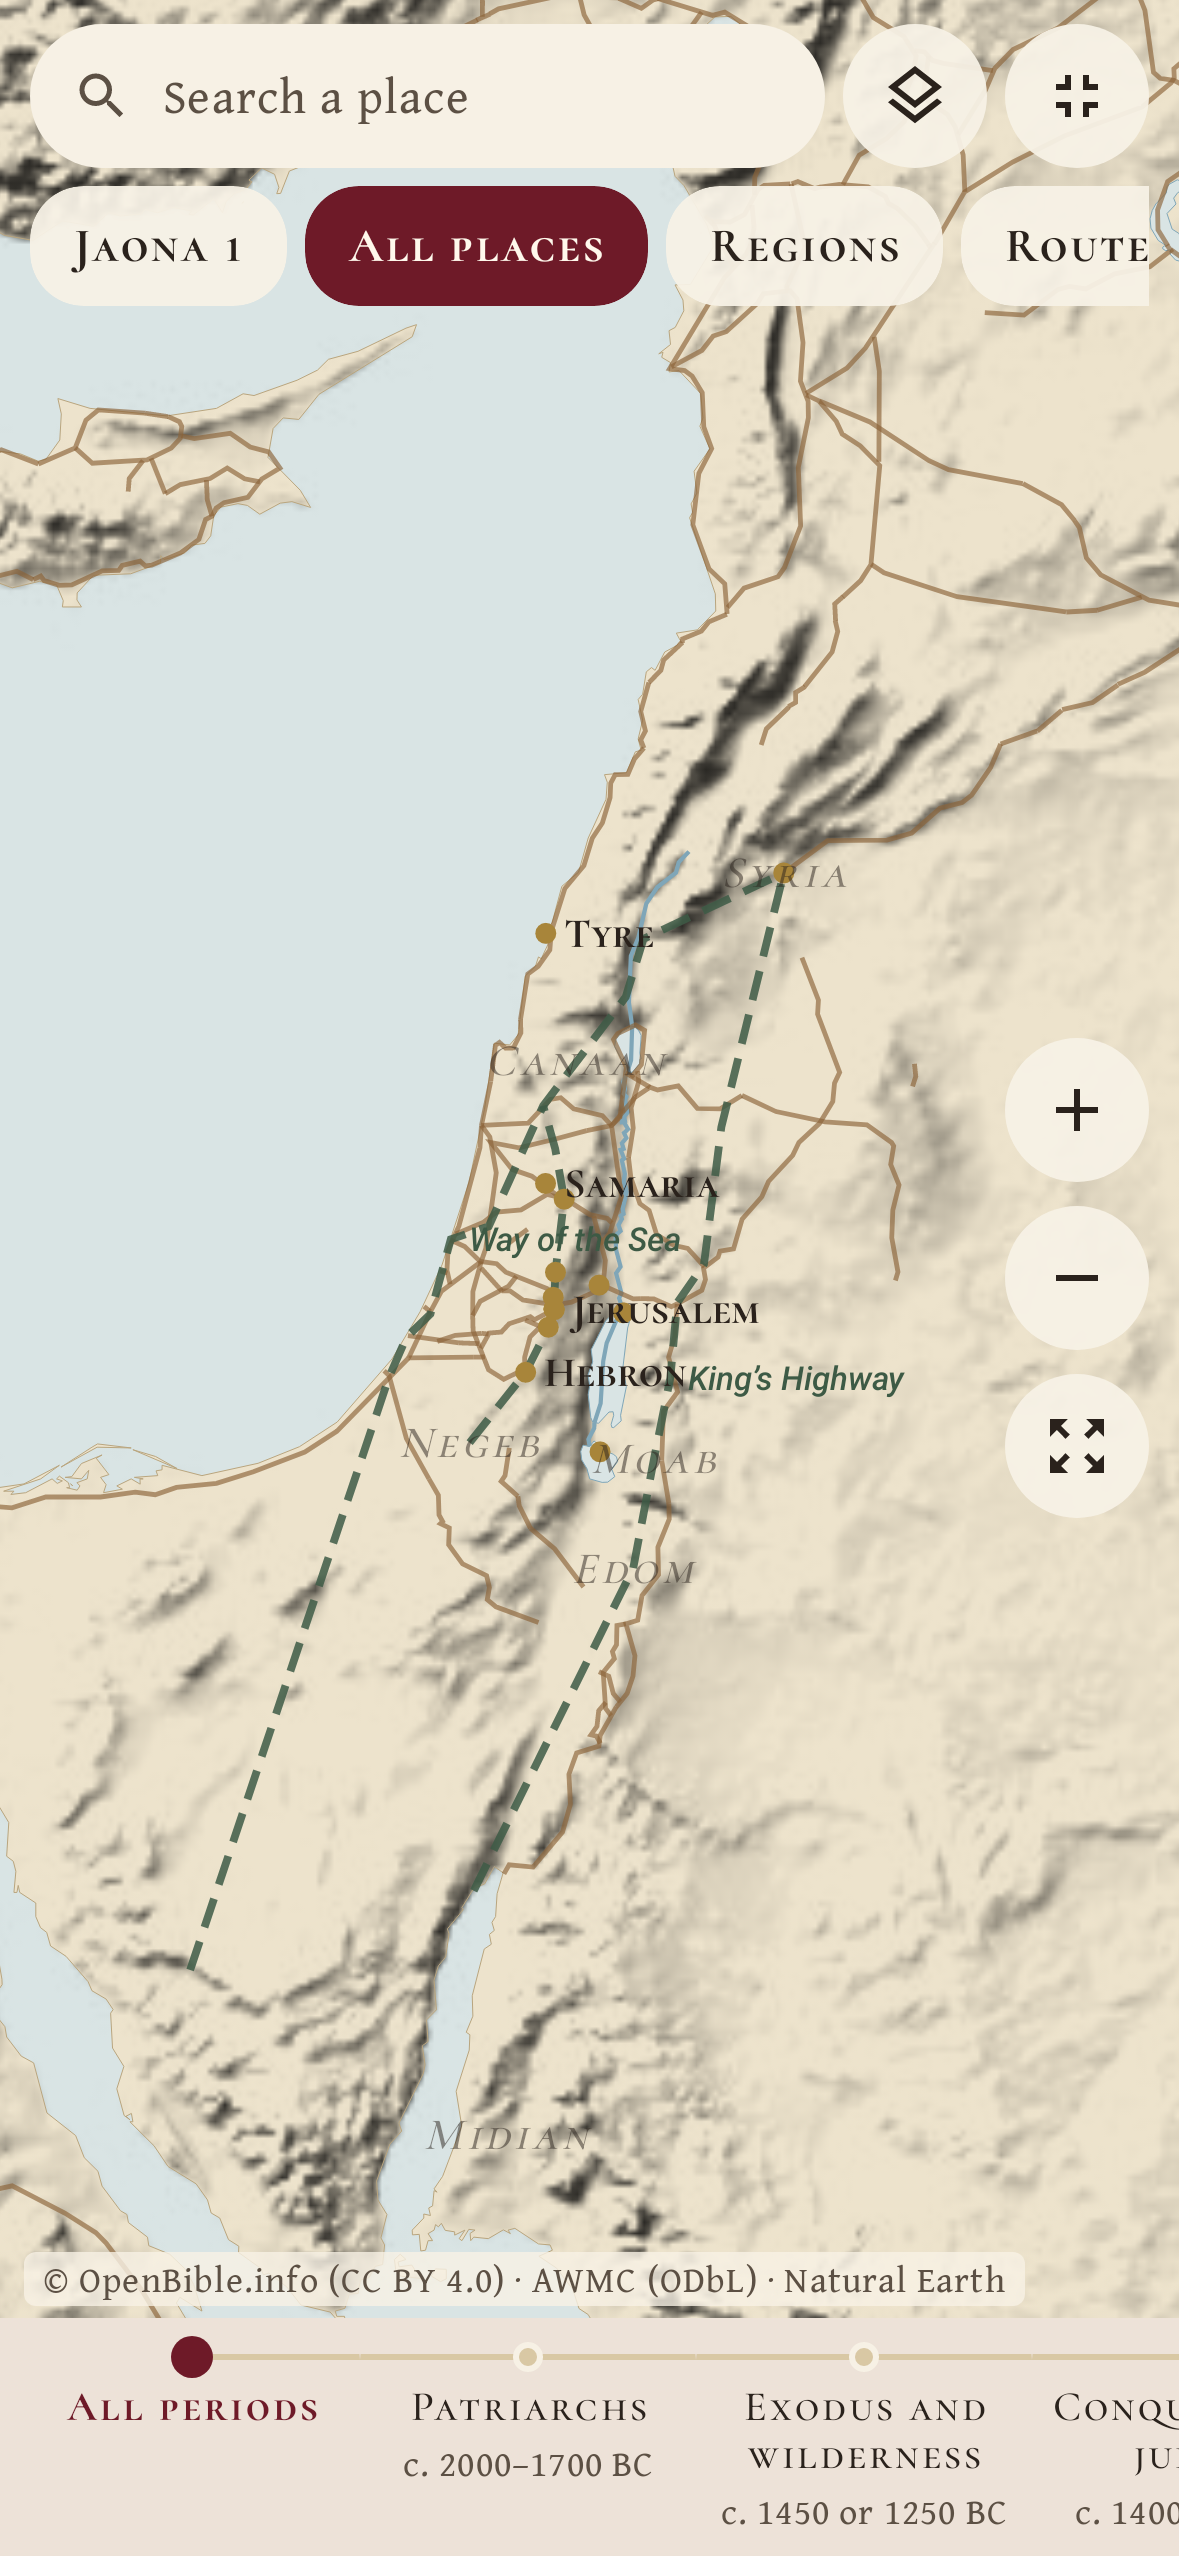 Search a place
Jaona 1
All places
Regions
Route
Syria
Tyre
Canaan
Samaria
Way of the Sea
Jerusalem
Hebron
King's Highway
Negeb
Moab
Edom
Midian
© OpenBible.info (CC BY 4.0) · AWMC (ODbL) · Natural Earth
All periods
Patriarchs
c. 2000–1700 BC
Exodus and
wilderness
c. 1450 or 1250 BC
c. 1400